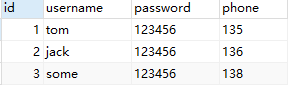 id username password phone
1 tom 123456 135
2 jack 123456 136
3 some 123456 138